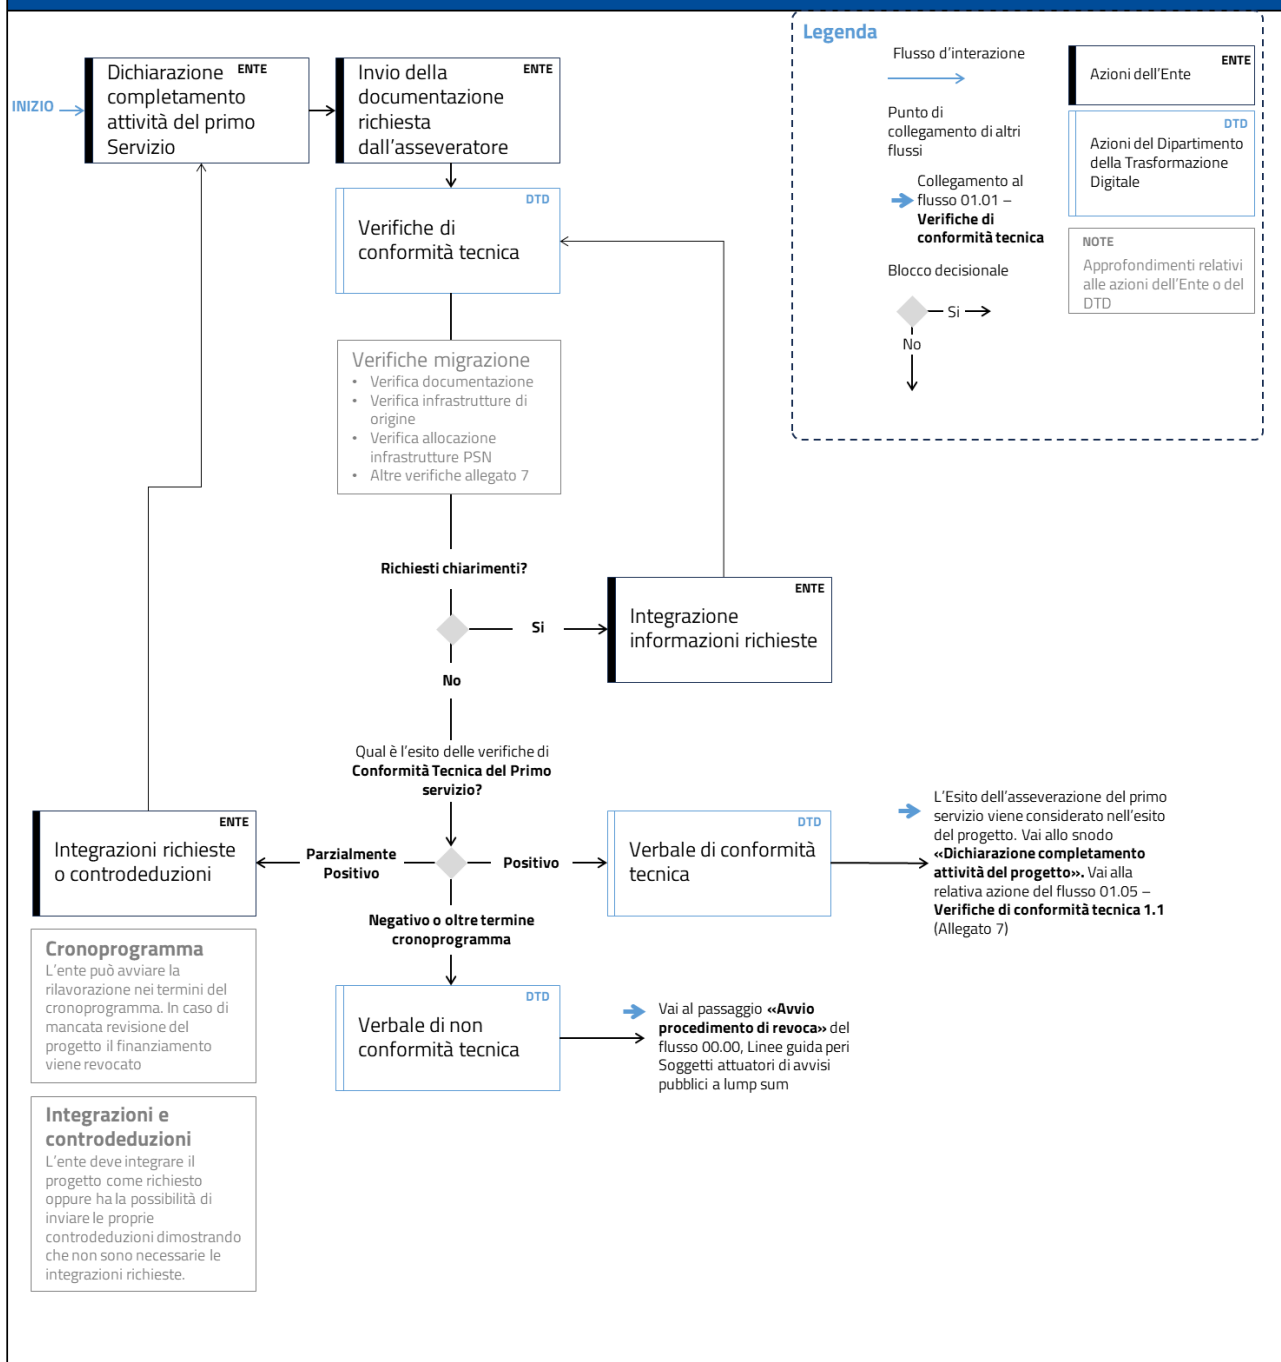 Legenda
Flusso d'interazione
Punto di
collegamento di altri
flussi
Collegamento al
flusso 01.01 –
Verifiche di
conformità tecnica
Blocco decisionale
Si
No
ENTE
Azioni dell'Ente
DTD
Azioni del Dipartimento
della Trasformazione
Digitale
NOTE
Approfondimenti relativi
alle azioni dell'Ente o del
DTD
INIZIO
ENTE
Dichiarazione
completamento
attività del primo
Servizio
ENTE
Invio della
documentazione
richiesta
dall'asseveratore
DTD
Verifiche di
conformità tecnica
Verifiche migrazione
• Verifica documentazione
• Verifica infrastrutture di
origine
• Verifica allocazione
infrastrutture PSN
• Altre verifiche allegato 7
Richiesti chiarimenti?
Si
ENTE
Integrazione
informazioni richieste
No
Qual è l'esito delle verifiche di
Conformità Tecnica del Primo
servizio?
ENTE
Integrazioni richieste
o controdeduzioni
Parzialmente
Positivo
Positivo
DTD
Verbale di conformità
tecnica
L'Esito dell'asseverazione del primo
servizio viene considerato nell'esito
del progetto. Vai allo snodo
«Dichiarazione completamento
attività del progetto». Vai alla
relativa azione del flusso 01.05 –
Verifiche di conformità tecnica 1.1
(Allegato 7)
Negativo o oltre termine
cronoprogramma
Cronoprogramma
L'ente può avviare la
rilavorazione nei termini del
cronoprogramma. In caso di
mancata revisione del
progetto il finanziamento
viene revocato
DTD
Verbale di non
conformità tecnica
Vai al passaggio «Avvio
procedimento di revoca» del
flusso 00.00, Linee guida peri
Soggetti attuatori di avvisi
pubblici a lump sum
Integrazioni e
controdeduzioni
L'ente deve integrare il
progetto come richiesto
oppure ha la possibilità di
inviare le proprie
controdeduzioni dimostrando
che non sono necessarie le
integrazioni richieste.